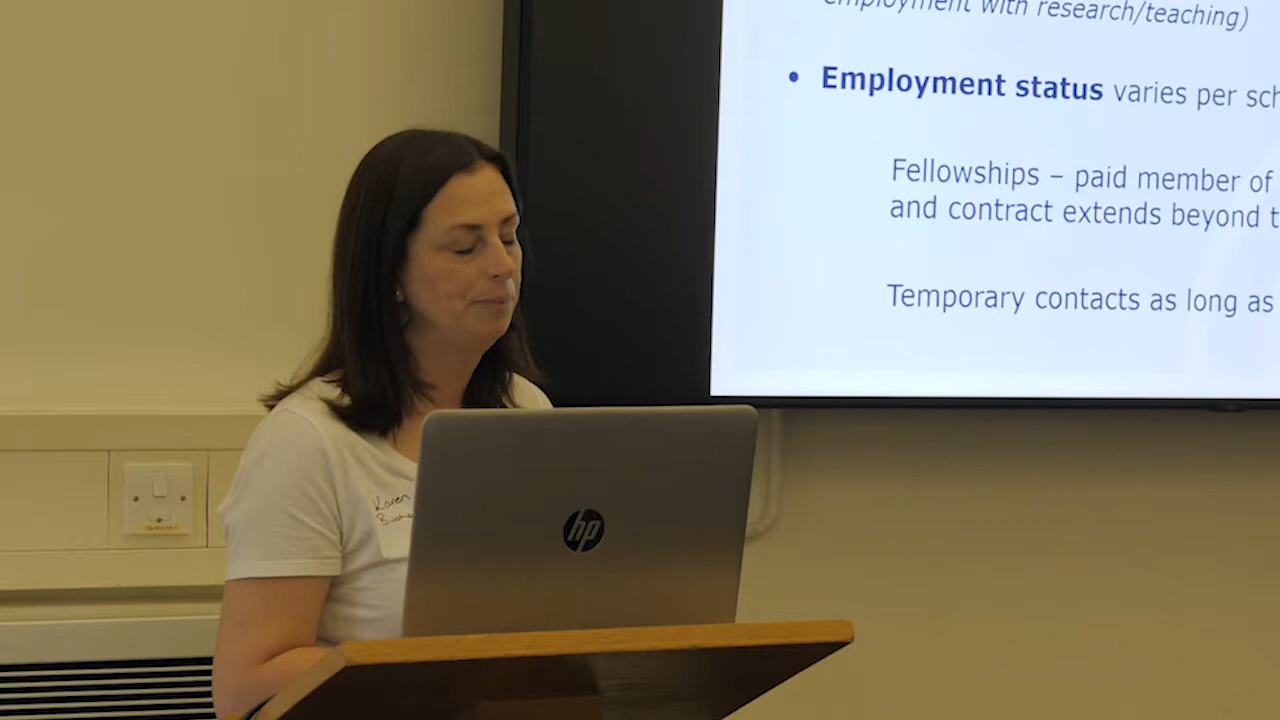 employment with research/teaching)
• Employment status varies per sch
Fellowships – paid member of
and contract extends beyond t
Temporary contacts as long as
Karen
hp